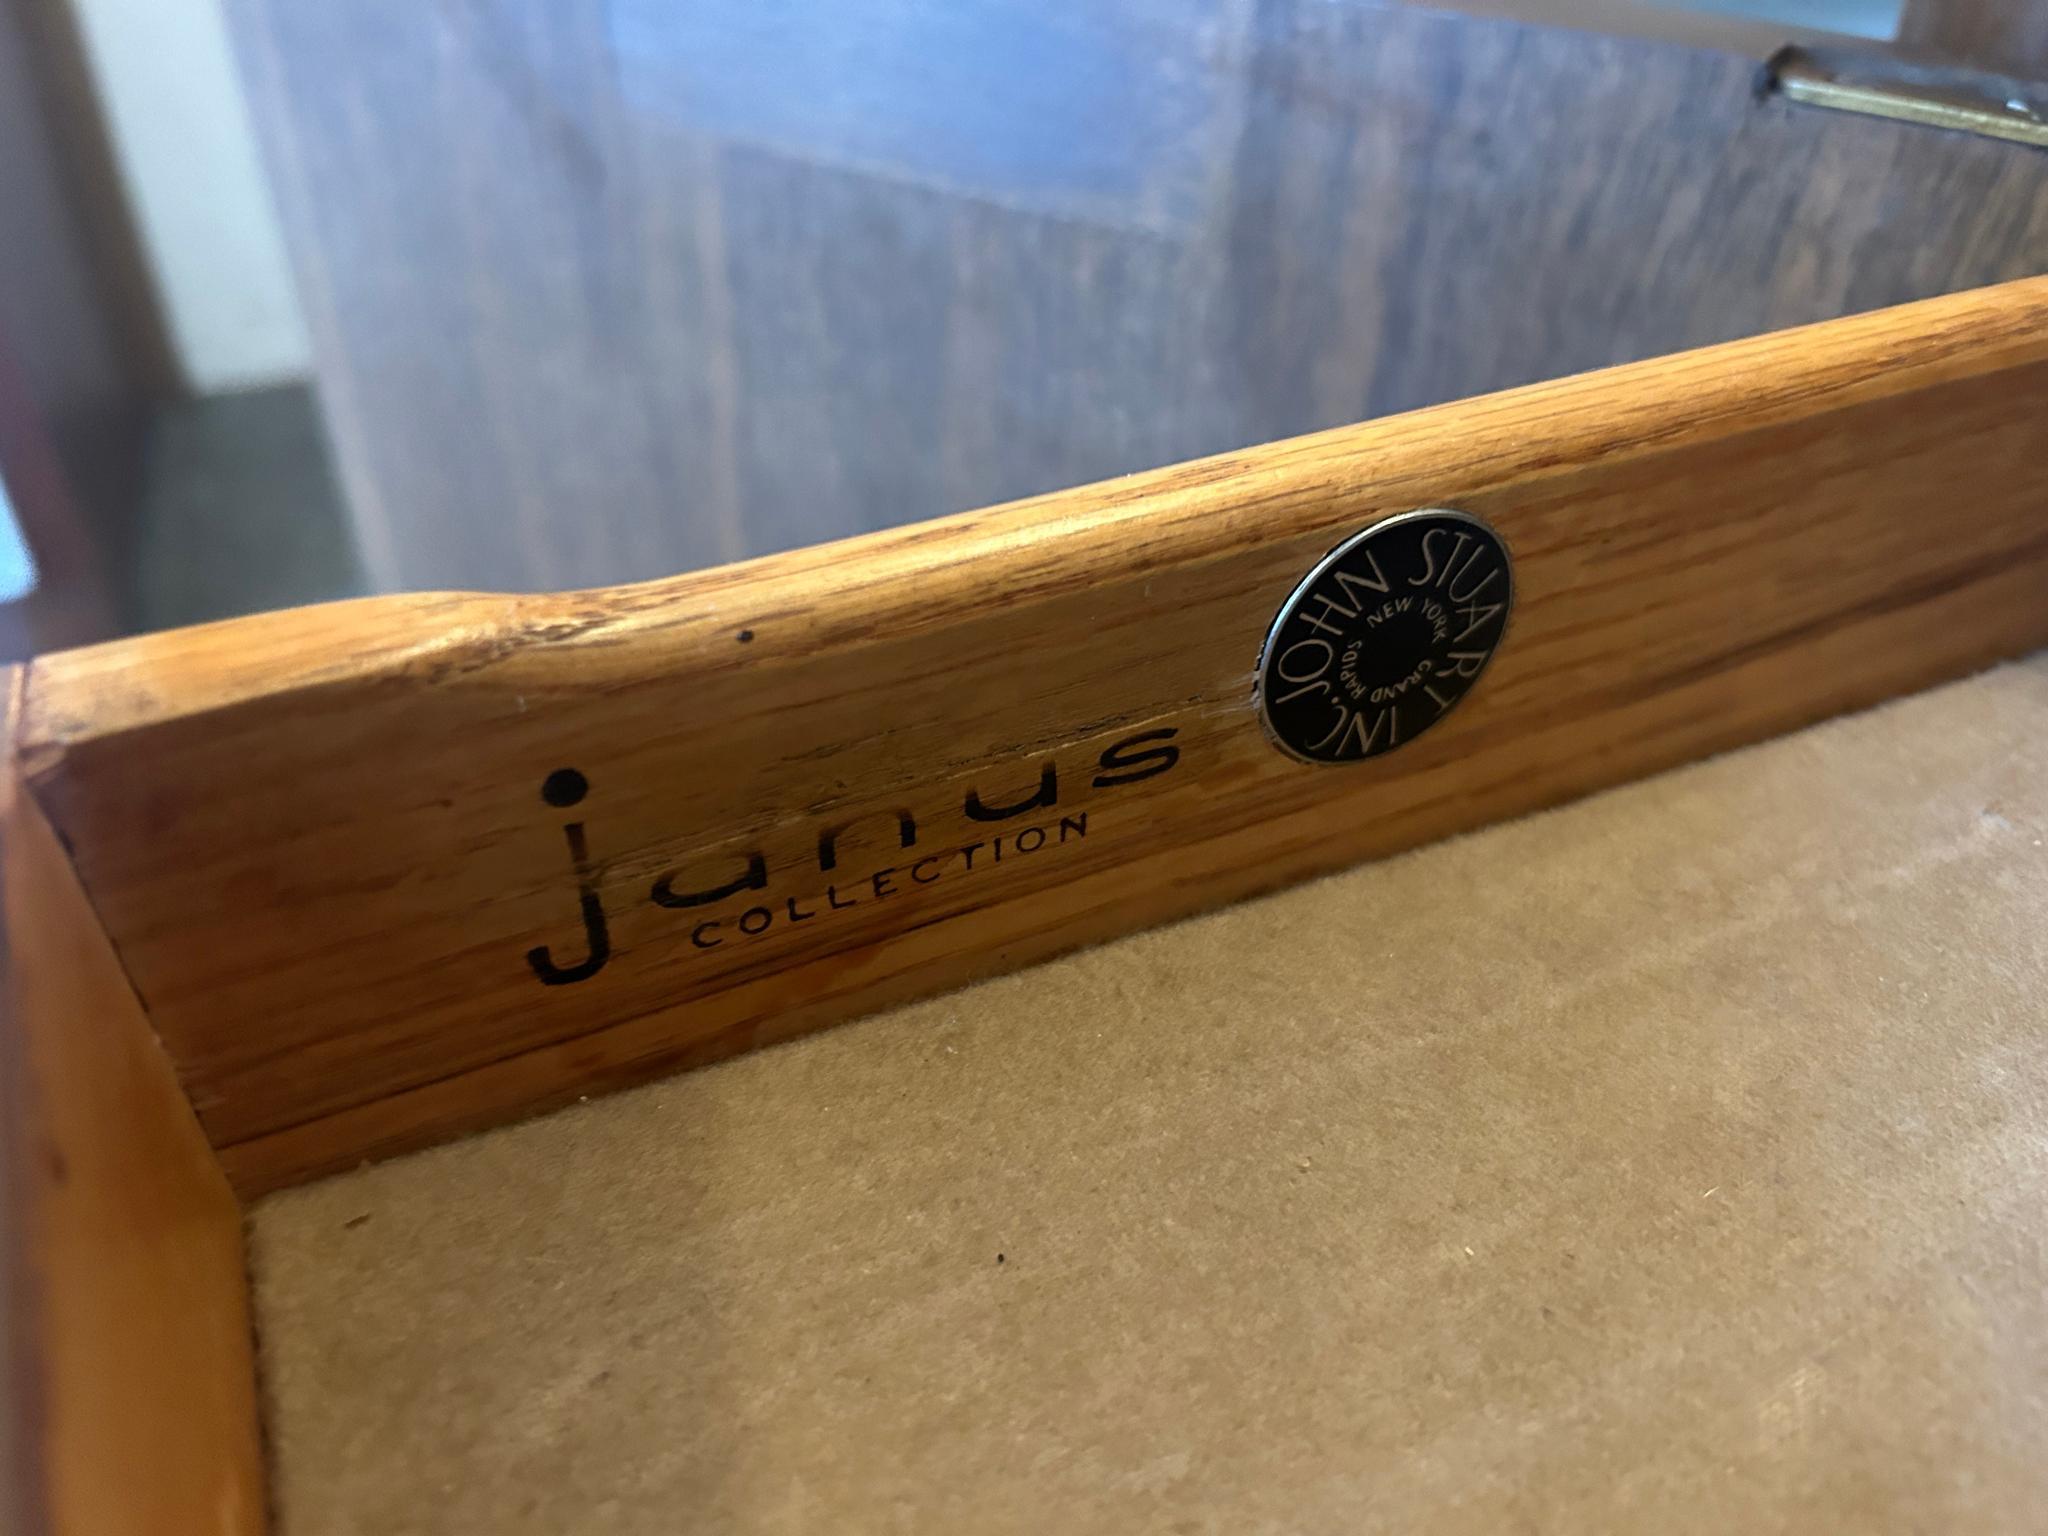 janus
COLLECTION
JOHN STUART INC.
NEW YORK GRAND RAPIDS